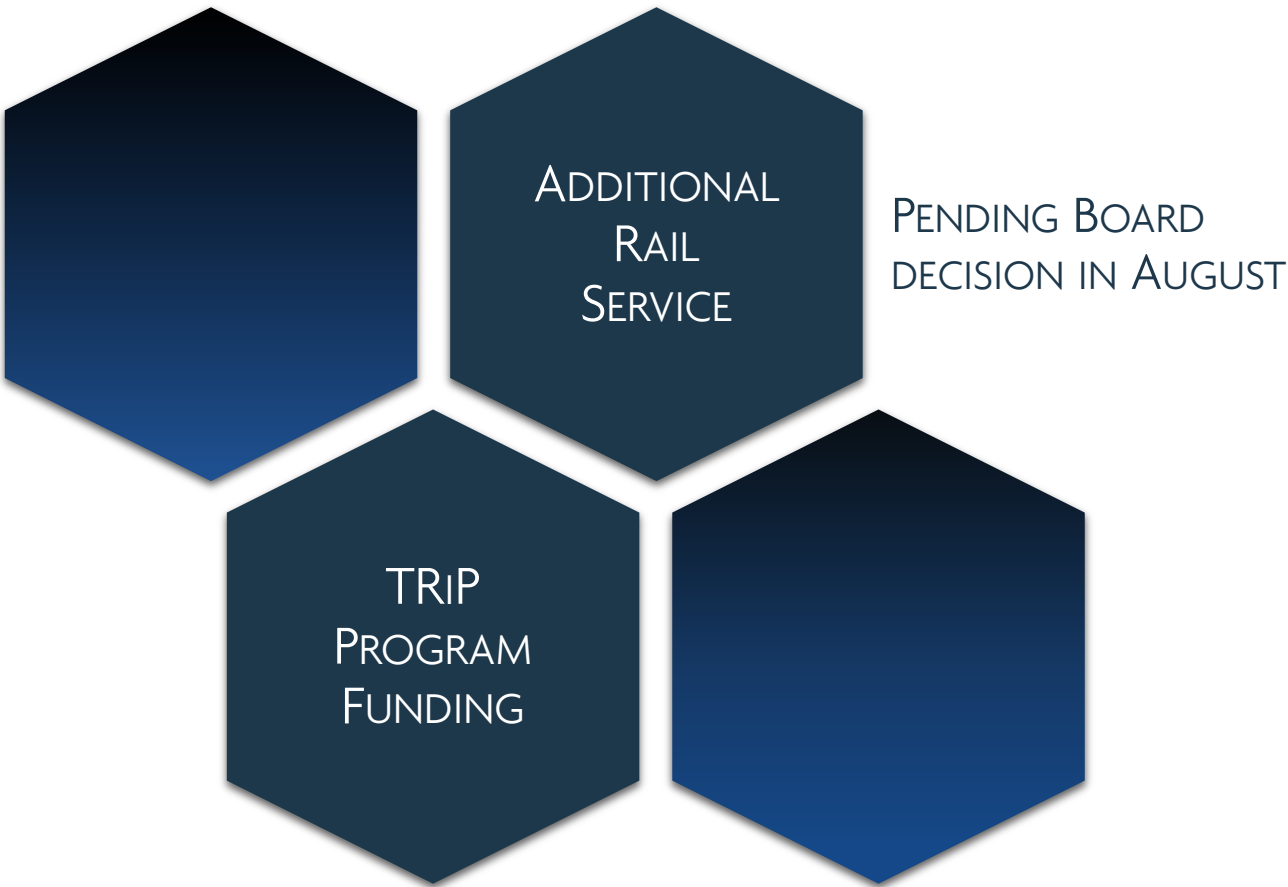 Additional
Rail
Service
Pending Board
decision in August
TRiP
Program
Funding